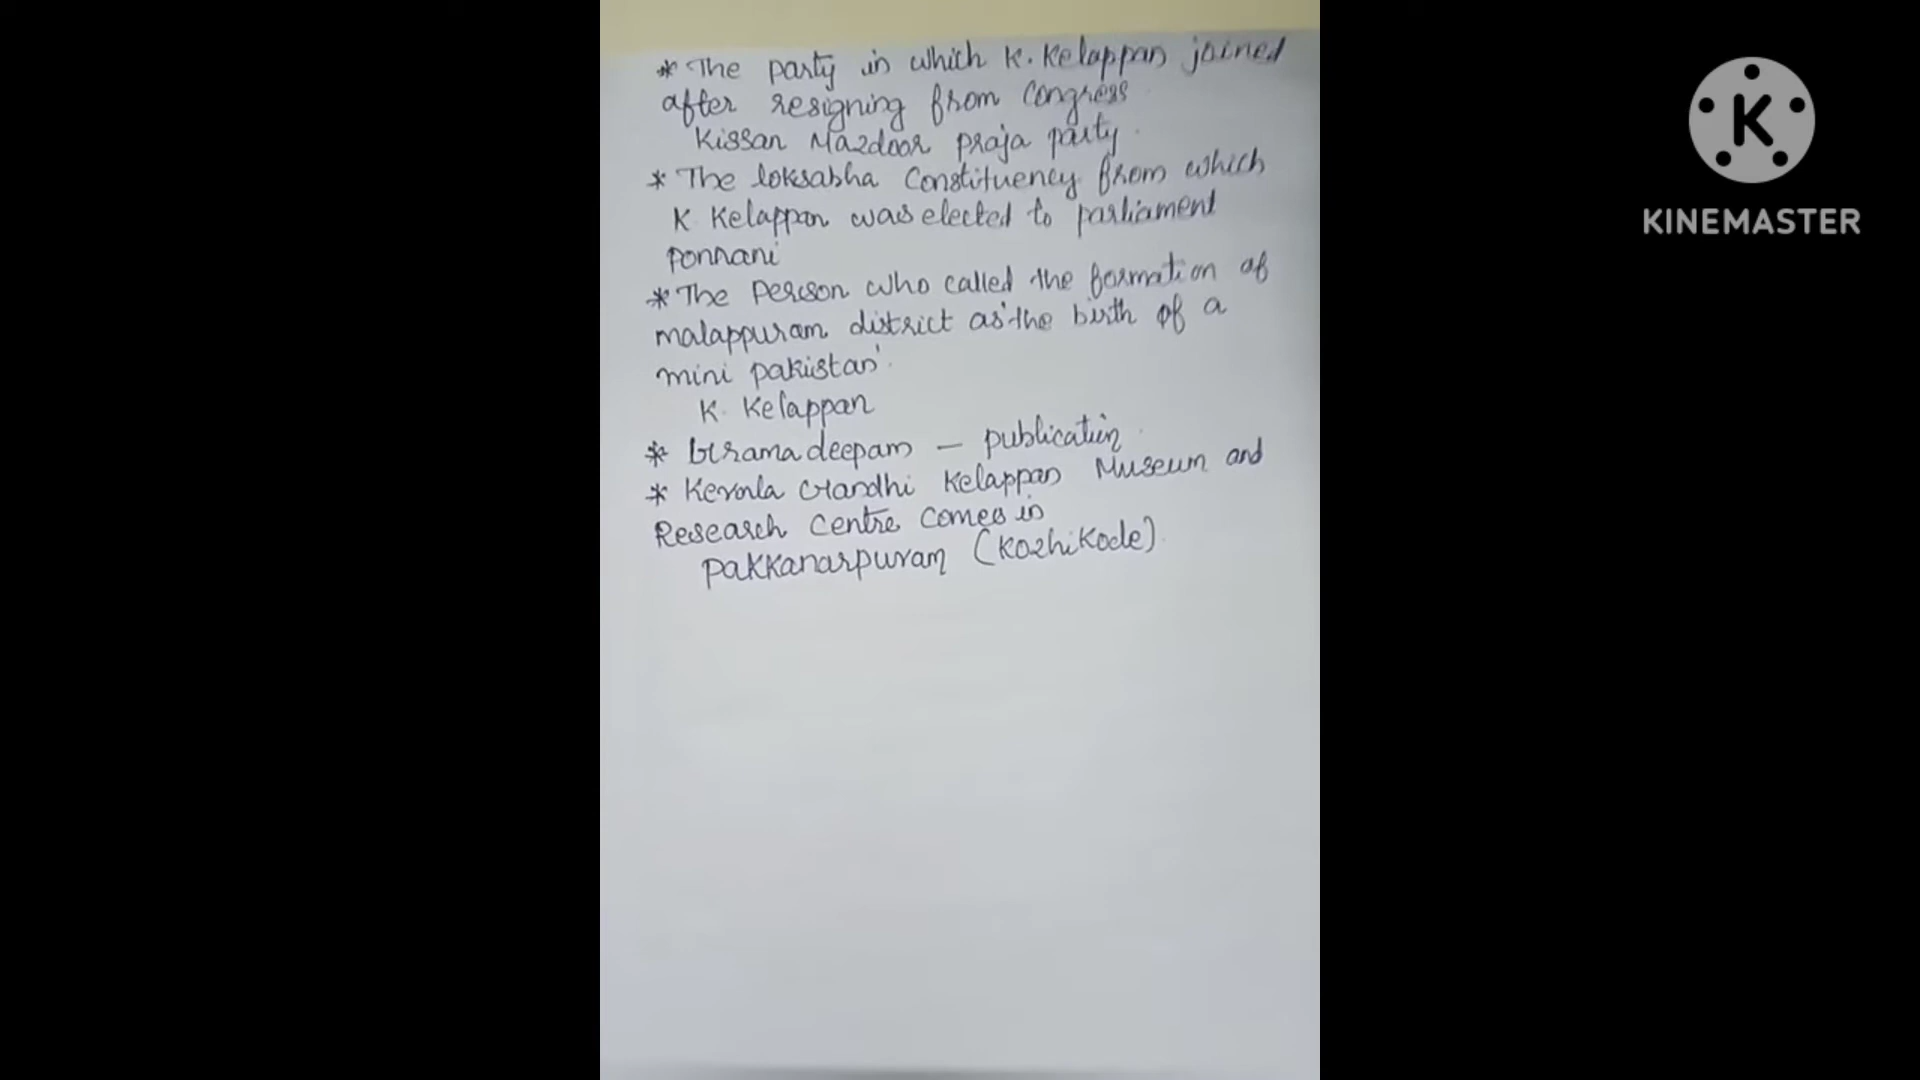 * The party in which K. Kelappan joined
after resigning from Congress
Kissan Mazdoor Praja party.
* The loksabha Constituency from which
K Kelappan was elected to parliament
Ponnani
* The Person who called the formation of
malappuram district as 'the birth of a
mini pakistan'.
K. Kelappan
* Gramadeepam — publication.
* Kerala Gandhi Kelappan Museum and
Research Centre comes in
Pakkanarpuram (Kozhikode).
K
KINEMASTER